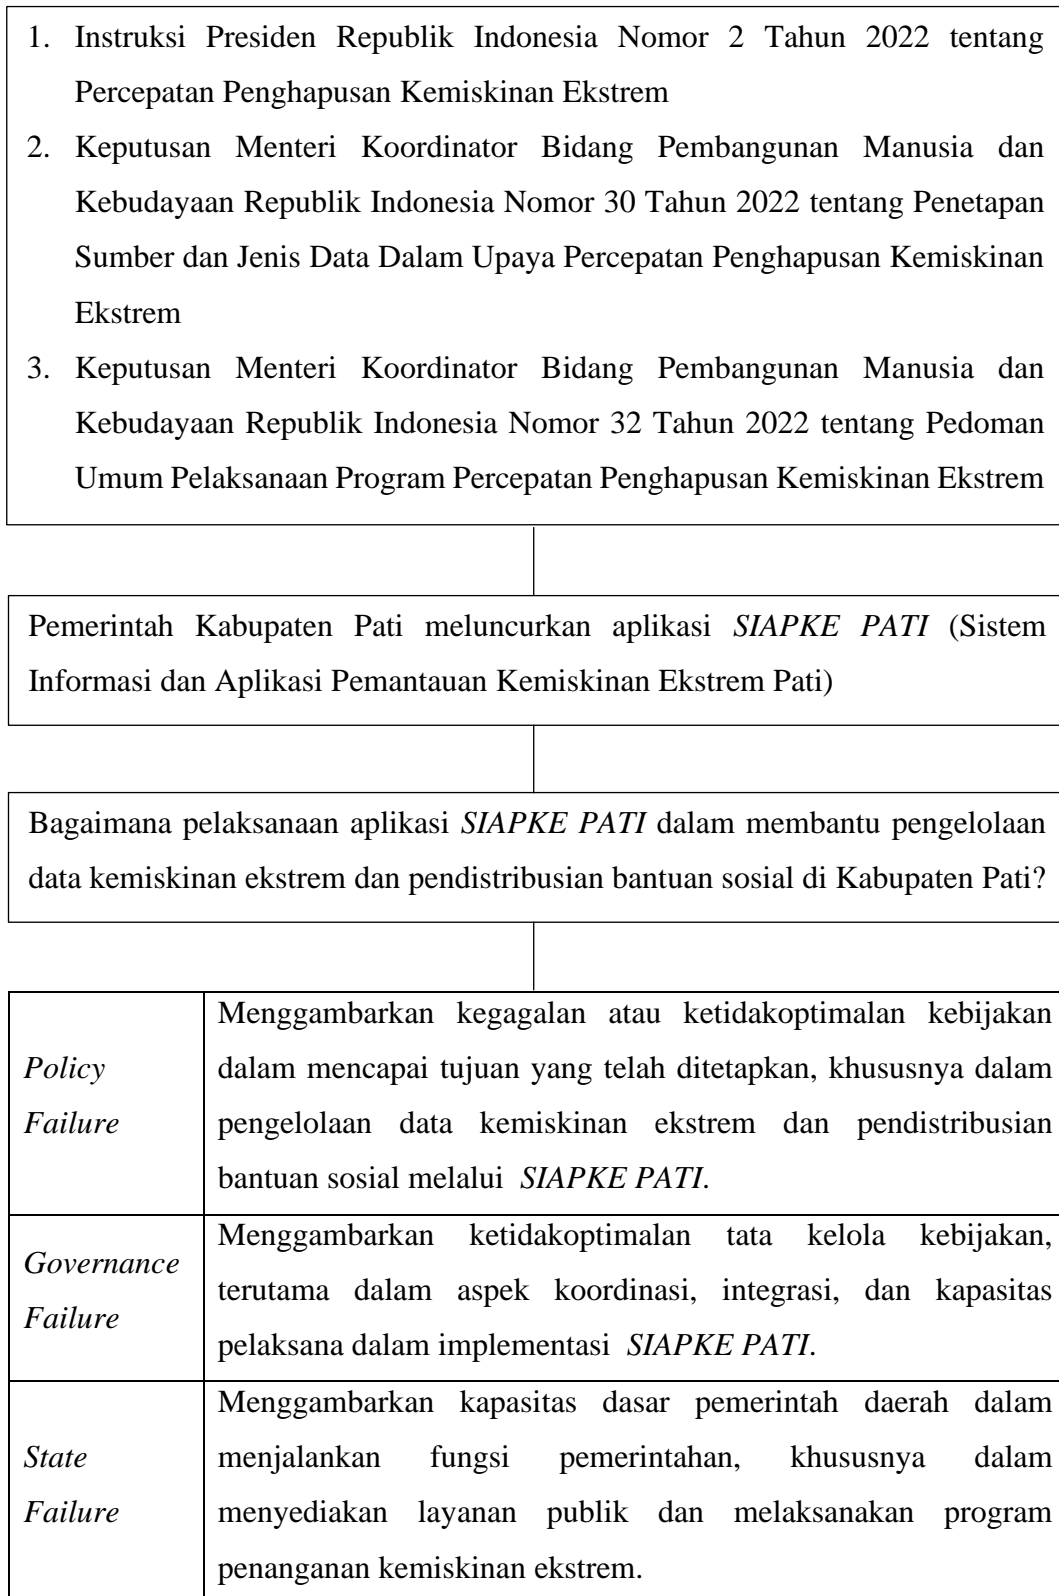 1. Instruksi Presiden Republik Indonesia Nomor 2 Tahun 2022 tentang
Percepatan Penghapusan Kemiskinan Ekstrem
2. Keputusan Menteri Koordinator Bidang Pembangunan Manusia dan
Kebudayaan Republik Indonesia Nomor 30 Tahun 2022 tentang Penetapan
Sumber dan Jenis Data Dalam Upaya Percepatan Penghapusan Kemiskinan
Ekstrem
3. Keputusan Menteri Koordinator Bidang Pembangunan Manusia dan
Kebudayaan Republik Indonesia Nomor 32 Tahun 2022 tentang Pedoman
Umum Pelaksanaan Program Percepatan Penghapusan Kemiskinan Ekstrem
Pemerintah Kabupaten Pati meluncurkan aplikasi SIAPKE PATI (Sistem
Informasi dan Aplikasi Pemantauan Kemiskinan Ekstrem Pati)
Bagaimana pelaksanaan aplikasi SIAPKE PATI dalam membantu pengelolaan
data kemiskinan ekstrem dan pendistribusian bantuan sosial di Kabupaten Pati?
Policy
Failure
Menggambarkan kegagalan atau ketidakoptimalan kebijakan
dalam mencapai tujuan yang telah ditetapkan, khususnya dalam
pengelolaan data kemiskinan ekstrem dan pendistribusian
bantuan sosial melalui SIAPKE PATI.
Governance
Failure
Menggambarkan ketidakoptimalan tata kelola kebijakan,
terutama dalam aspek koordinasi, integrasi, dan kapasitas
pelaksana dalam implementasi SIAPKE PATI.
State
Failure
Menggambarkan kapasitas dasar pemerintah daerah dalam
menjalankan fungsi pemerintahan, khususnya dalam
menyediakan layanan publik dan melaksanakan program
penanganan kemiskinan ekstrem.